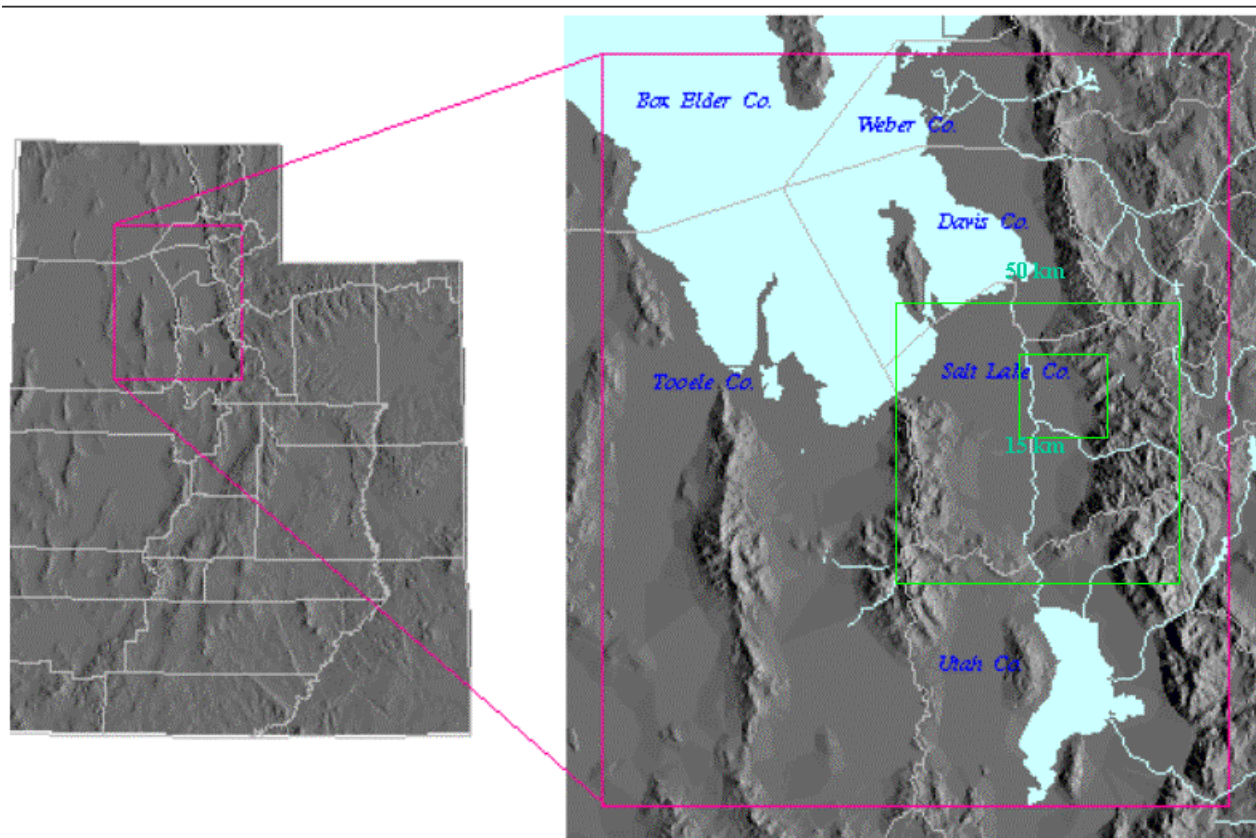 Box Elder Co.
Weber Co.
Davis Co.
50 km
Salt Lake Co.
Tooele Co.
15 km
Utah Co.